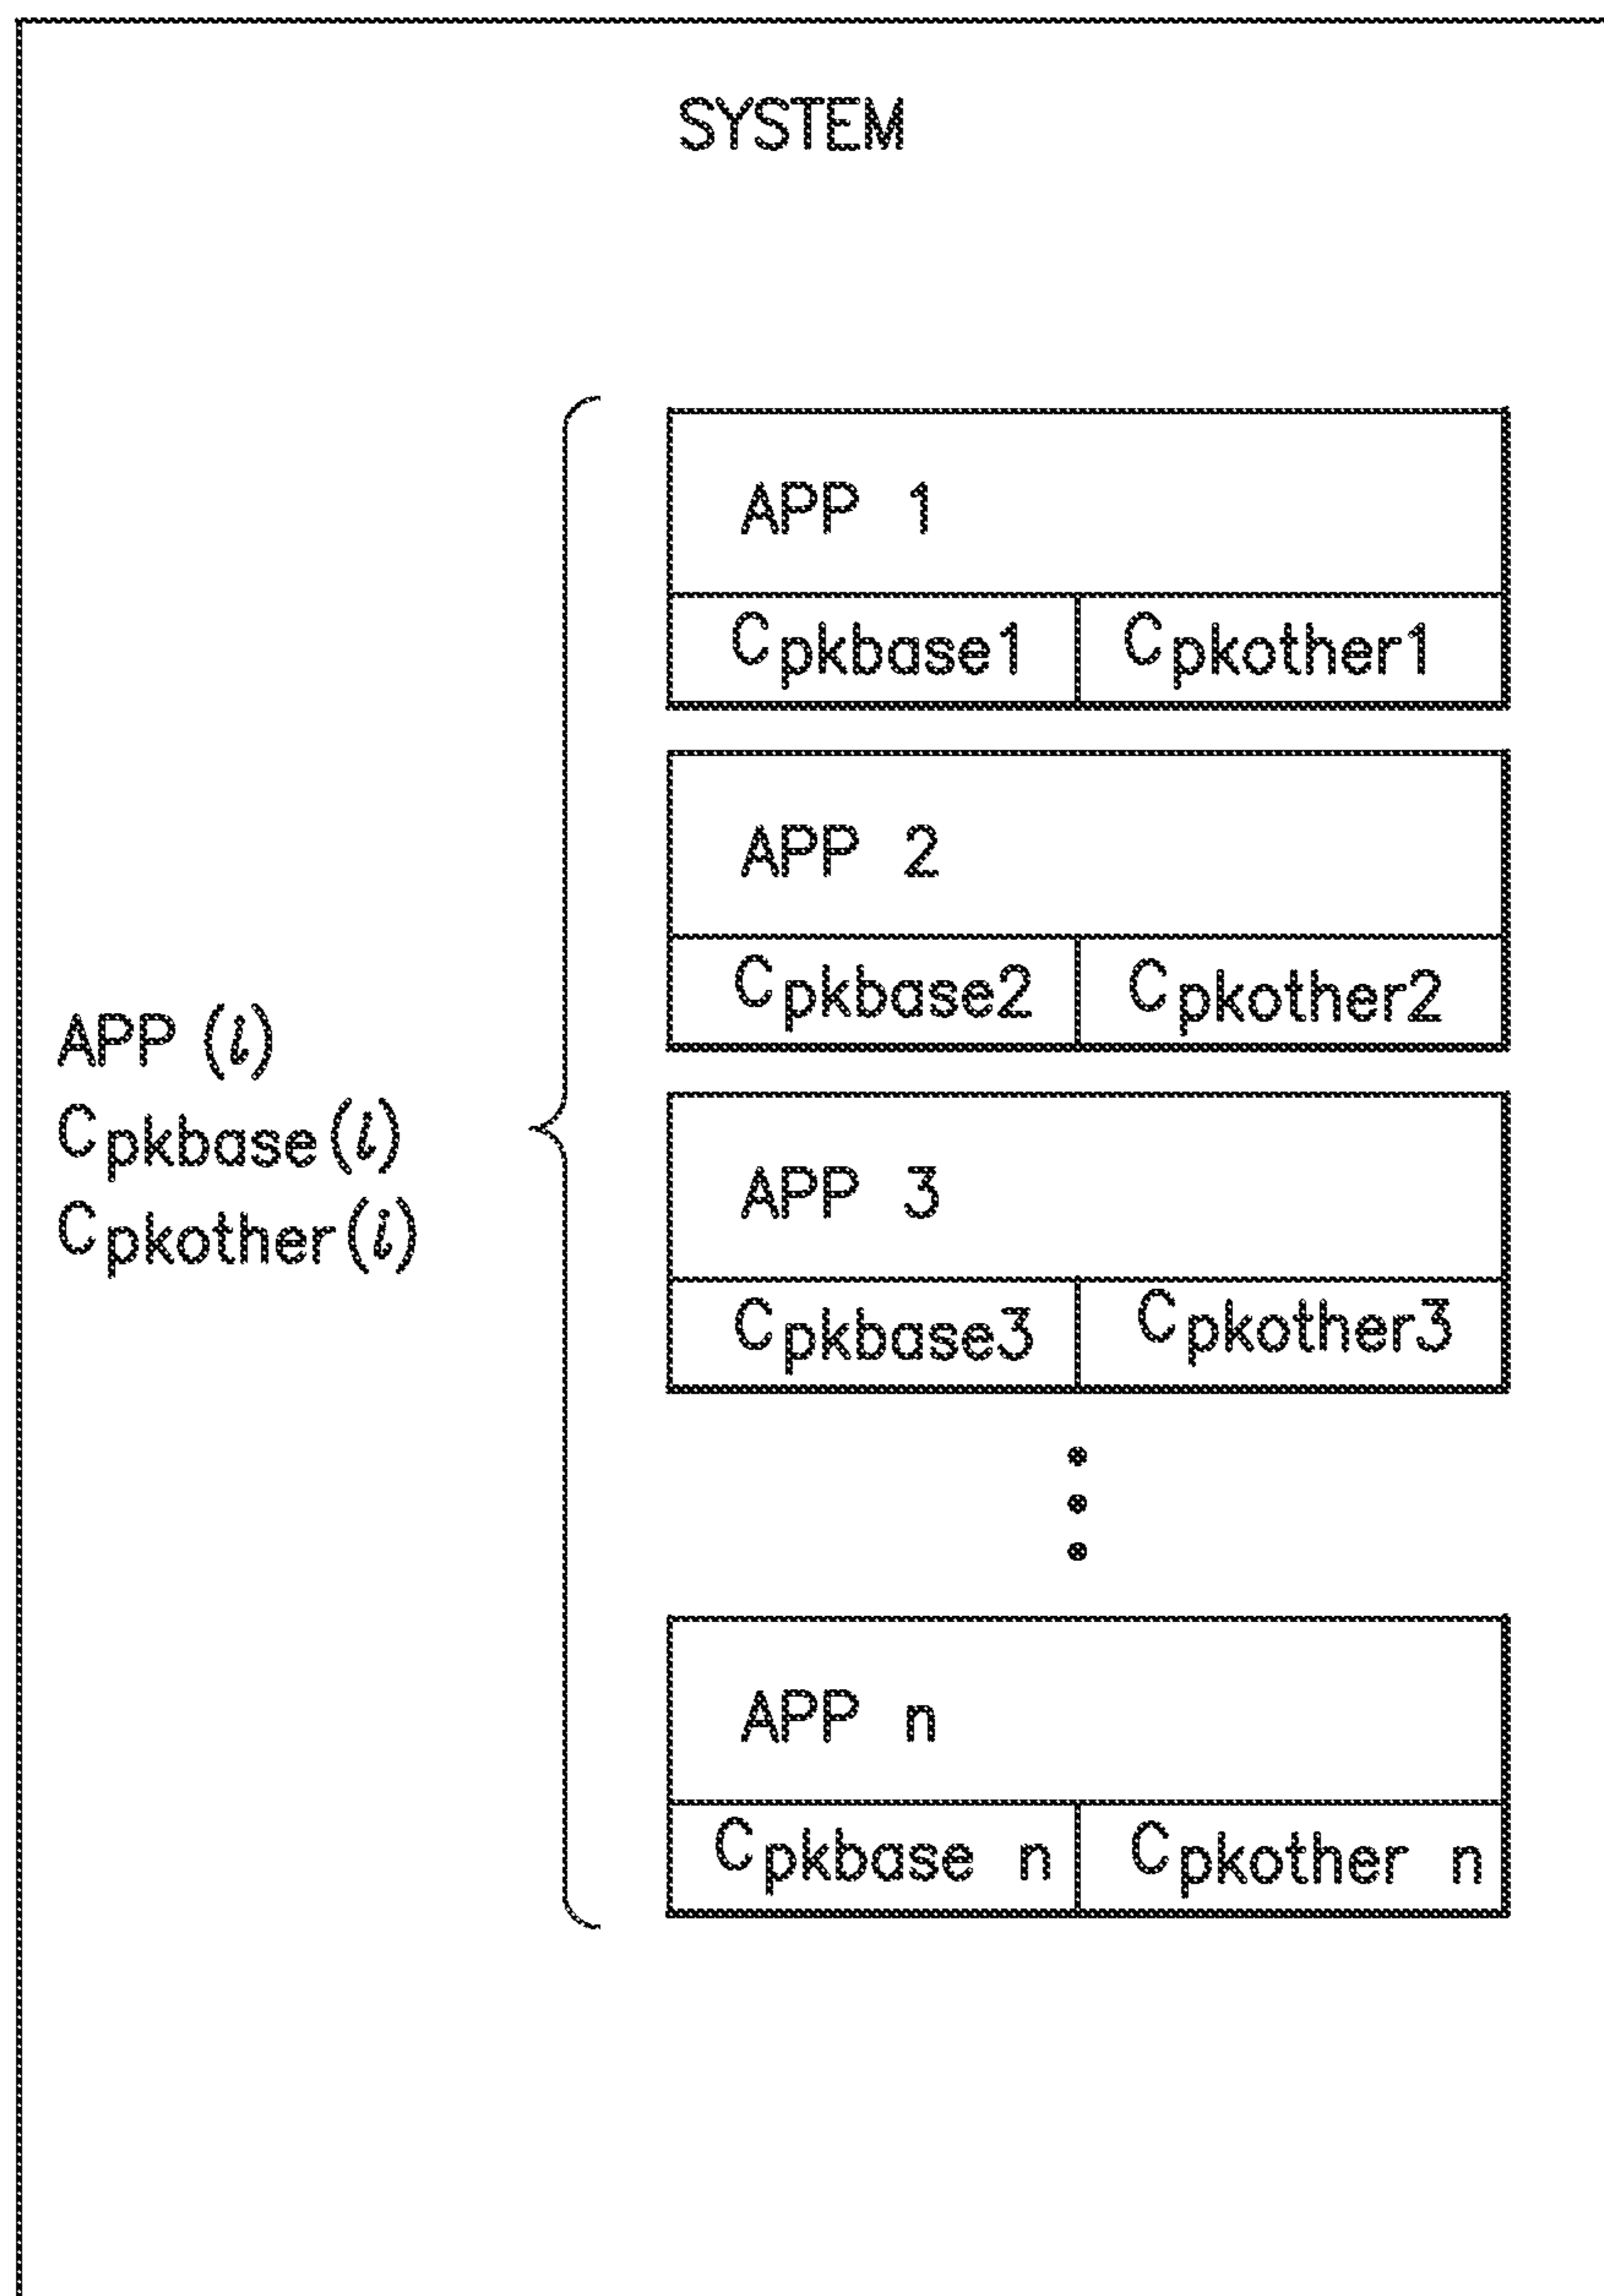 SYSTEM
APP 1
Cpkbase1 Cpkother1
APP 2
Cpkbase2 Cpkother2
APP (i)
Cpkbase(i)
Cpkother(i)
APP 3
Cpkbase3 Cpkother3
APP n
Cpkbase n Cpkother n